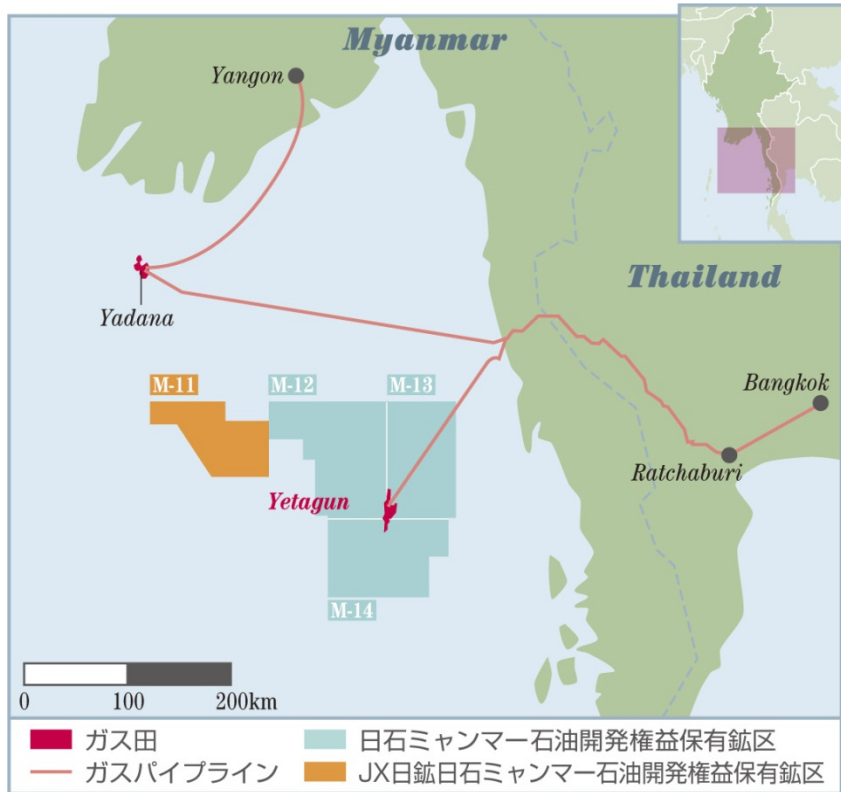 Myanmar
Yangon
Thailand
Yadana
M-11
M-12
M-13
Bangkok
Ratchaburi
Yetagun
M-14
0 100 200km
ガス田
日石ミャンマー石油開発権益保有鉱区
ガスパイプライン
JX日鉱日石ミャンマー石油開発権益保有鉱区